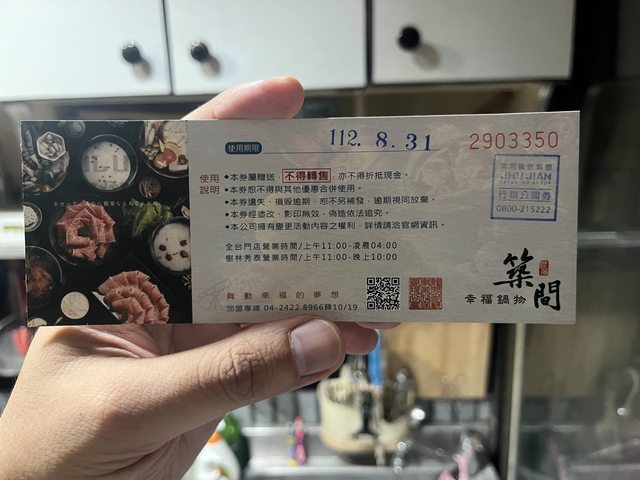 使用期限 112. 8. 31 2903350
使用說明
◆本券屬贈送，不得轉售，亦不得折抵現金。
◆本券恕不得與其他優惠合併使用。
◆本券遺失、損毀逾期，恕不另補發，逾期視同放棄。
◆本券經塗改、影印無效，偽造依法追究。
◆本公司擁有變更活動內容之權利，詳情請洽官網資訊。
全台門店營業時間/上午11:00-凌晨04:00
樹林秀泰營業時間/上午11:00-晚上10:00
舞動幸福的夢想
加盟專線 04-2422 8966轉10/19
JHU JIAN
行銷公關券
0800-215222
築間
幸福鍋物